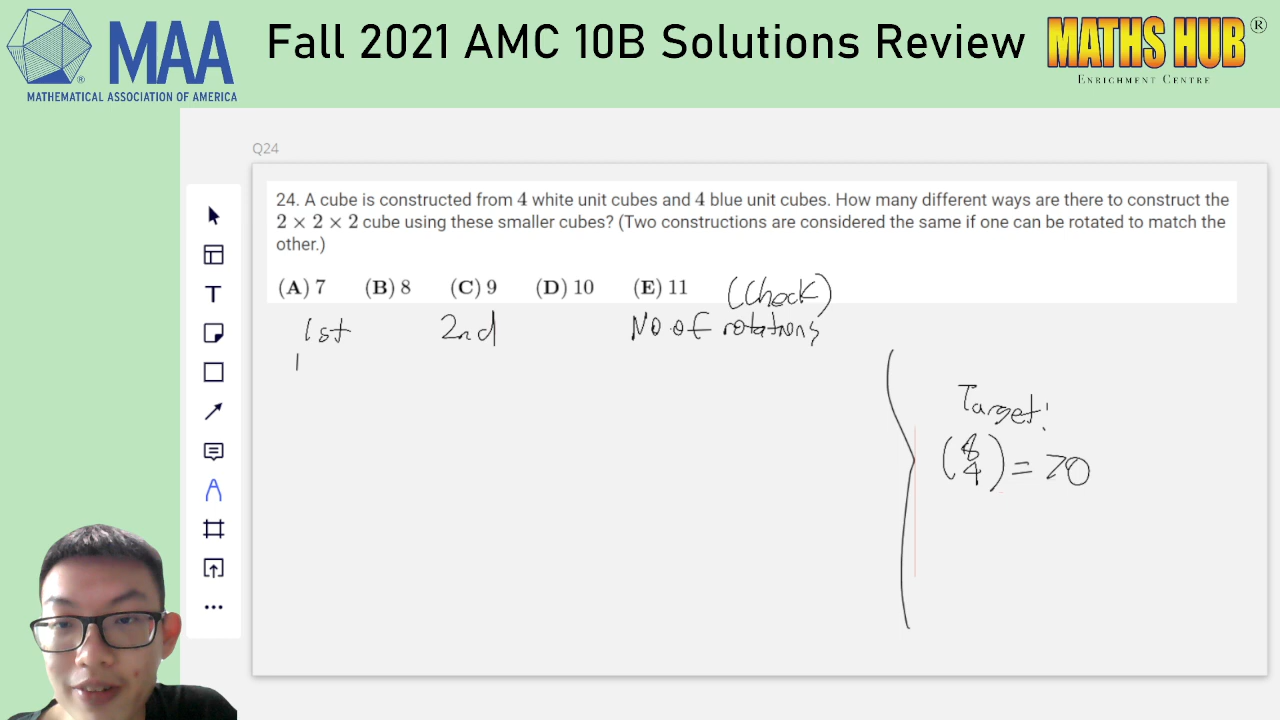 MAA
MATHEMATICAL ASSOCIATION OF AMERICA
Fall 2021 AMC 10B Solutions Review
MATHS HUB ®
ENRICHMENT CENTRE
Q24
24. A cube is constructed from 4 white unit cubes and 4 blue unit cubes. How many different ways are there to construct the
2 × 2 × 2 cube using these smaller cubes? (Two constructions are considered the same if one can be rotated to match the
other.)
(A) 7 (B) 8 (C) 9 (D) 10 (E) 11 (Check)
1st 2nd No of rotations
Target:
(8 4) = 70